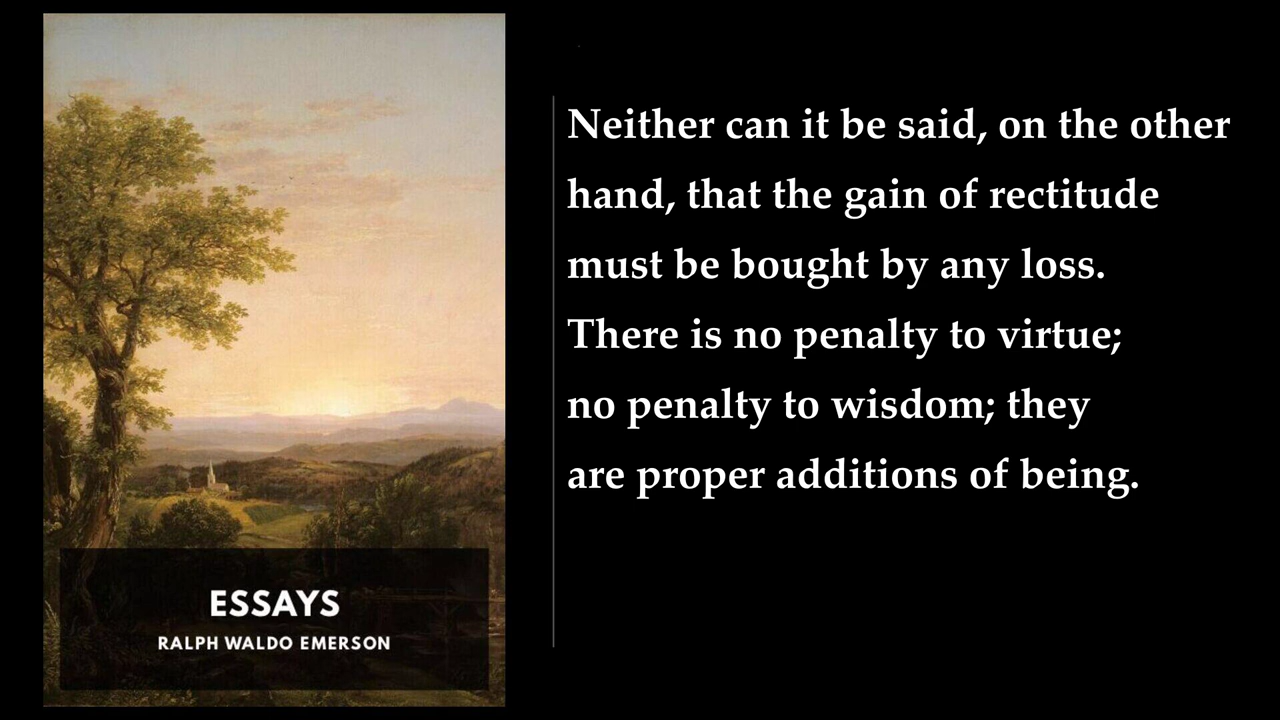 Neither can it be said, on the other
hand, that the gain of rectitude
must be bought by any loss.
There is no penalty to virtue;
no penalty to wisdom; they
are proper additions of being.
ESSAYS
RALPH WALDO EMERSON